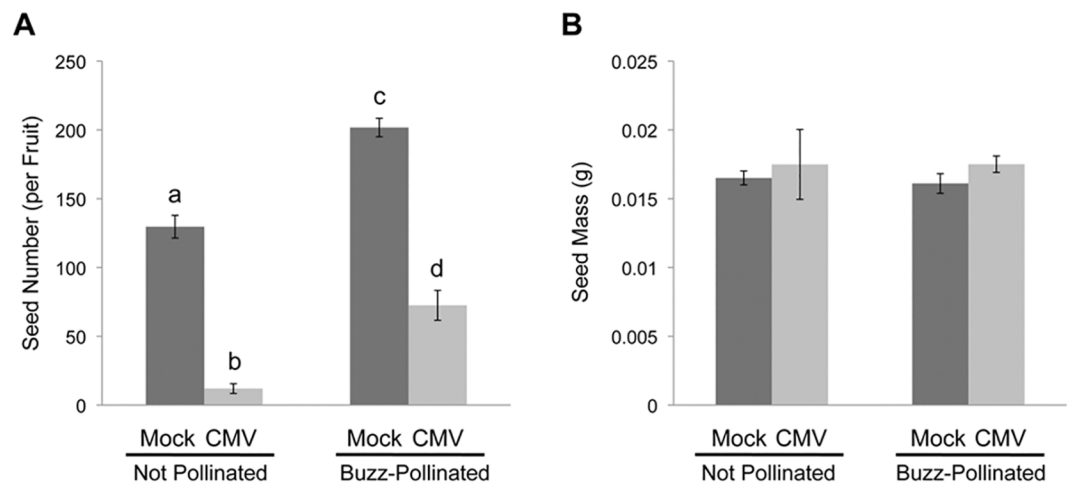 A
Seed Number (per Fruit)
250
200
150
100
50
0
a
b
c
d
Mock CMV
Not Pollinated
Mock CMV
Buzz-Pollinated
B
Seed Mass (g)
0.025
0.02
0.015
0.01
0.005
0
Mock CMV
Not Pollinated
Mock CMV
Buzz-Pollinated